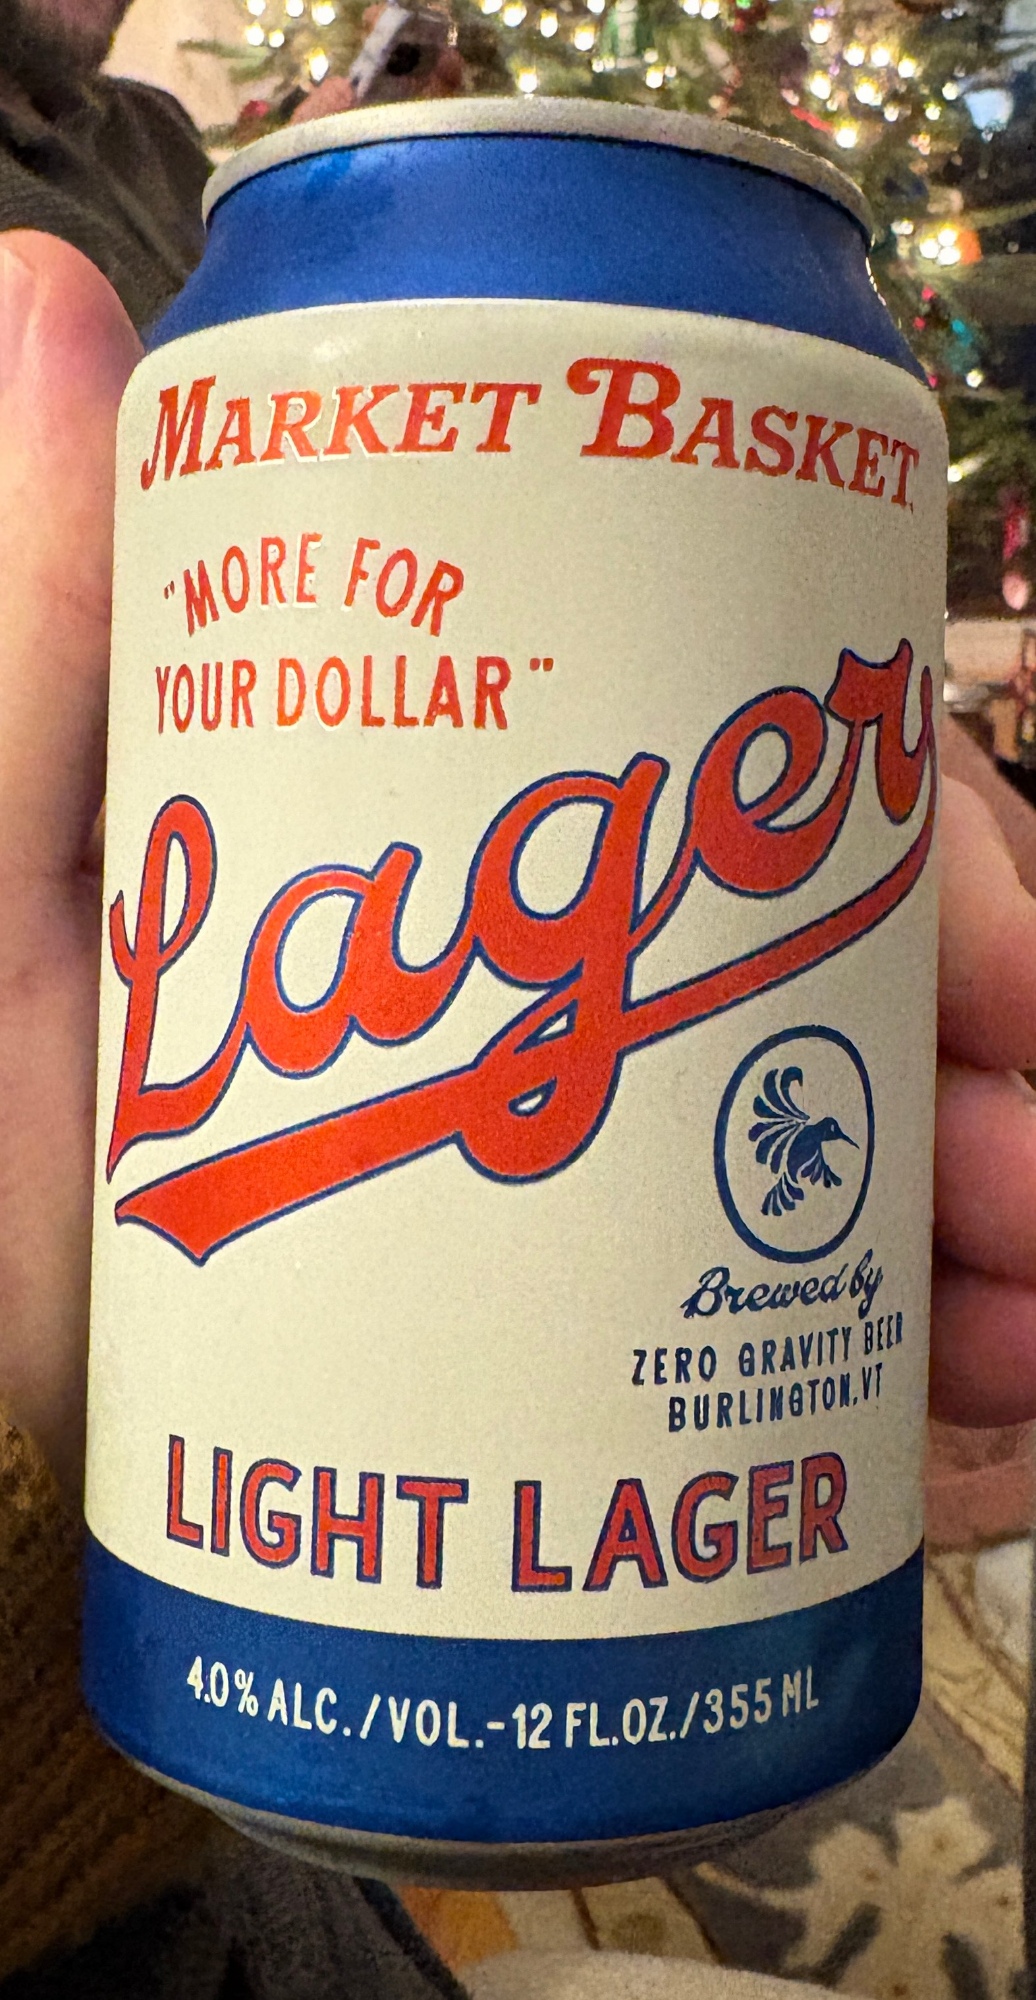 MARKET BASKET
"MORE FOR
YOUR DOLLAR"
Lager
Brewed by
ZERO GRAVITY BEER
BURLINGTON, VT
LIGHT LAGER
4.0% ALC./VOL.-12 FL.OZ./355 ML